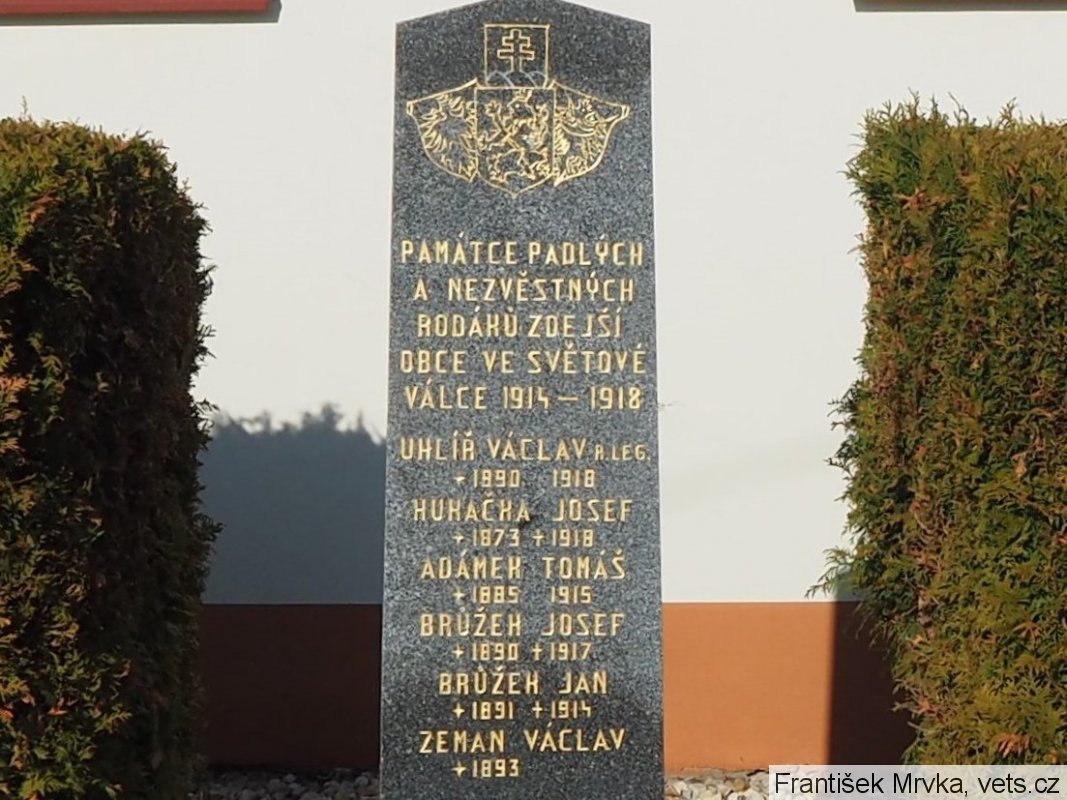 PAMÁTCE PADLÝCH
A NEZVĚSTNÝCH
RODÁKŮ ZDEJŠÍ
OBCE VE SVĚTOVÉ
VÁLCE 1914 – 1918
UHLÍŘ VÁCLAV R.LEG.
* 1890 1918
KUKAČKA JOSEF
* 1873 + 1918
ADÁMEK TOMÁŠ
* 1885 1915
BRŮŽEK JOSEF
* 1890 + 1917
BRŮŽEK JAN
* 1891 + 1914
ZEMAN VÁCLAV
* 1893
František Mrvka, vets.cz